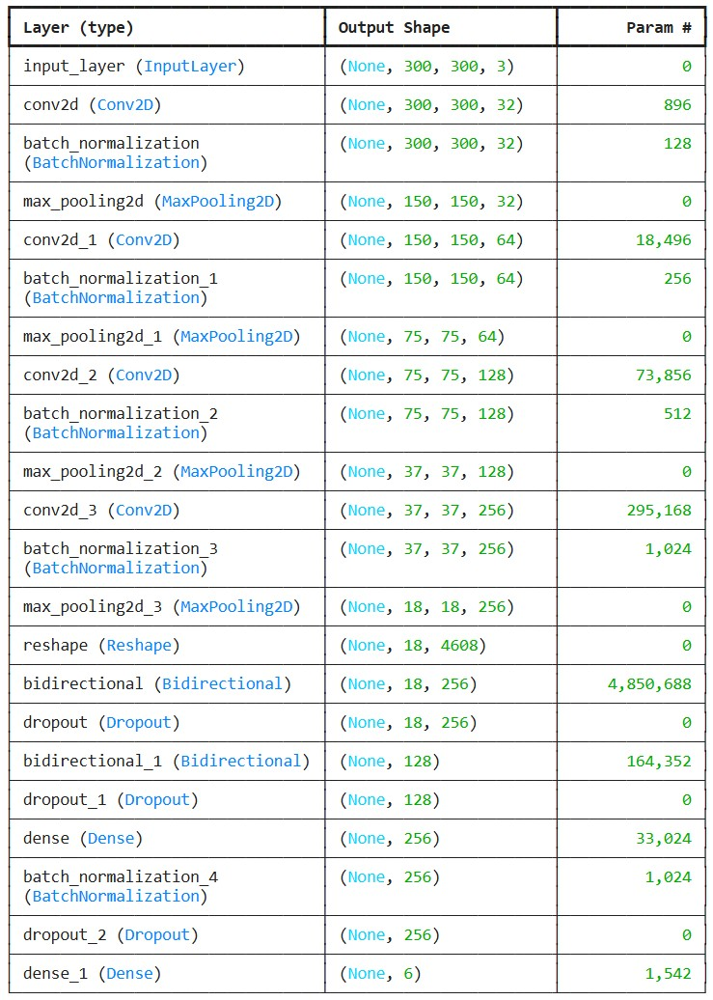 Layer (type) Output Shape Param #
input_layer (InputLayer) (None, 300, 300, 3) 0
conv2d (Conv2D) (None, 300, 300, 32) 896
batch_normalization (None, 300, 300, 32) 128
(BatchNormalization)
max_pooling2d (MaxPooling2D) (None, 150, 150, 32) 0
conv2d_1 (Conv2D) (None, 150, 150, 64) 18,496
batch_normalization_1 (None, 150, 150, 64) 256
(BatchNormalization)
max_pooling2d_1 (MaxPooling2D) (None, 75, 75, 64) 0
conv2d_2 (Conv2D) (None, 75, 75, 128) 73,856
batch_normalization_2 (None, 75, 75, 128) 512
(BatchNormalization)
max_pooling2d_2 (MaxPooling2D) (None, 37, 37, 128) 0
conv2d_3 (Conv2D) (None, 37, 37, 256) 295,168
batch_normalization_3 (None, 37, 37, 256) 1,024
(BatchNormalization)
max_pooling2d_3 (MaxPooling2D) (None, 18, 18, 256) 0
reshape (Reshape) (None, 18, 4608) 0
bidirectional (Bidirectional) (None, 18, 256) 4,850,688
dropout (Dropout) (None, 18, 256) 0
bidirectional_1 (Bidirectional) (None, 128) 164,352
dropout_1 (Dropout) (None, 128) 0
dense (Dense) (None, 256) 33,024
batch_normalization_4 (None, 256) 1,024
(BatchNormalization)
dropout_2 (Dropout) (None, 256) 0
dense_1 (Dense) (None, 6) 1,542